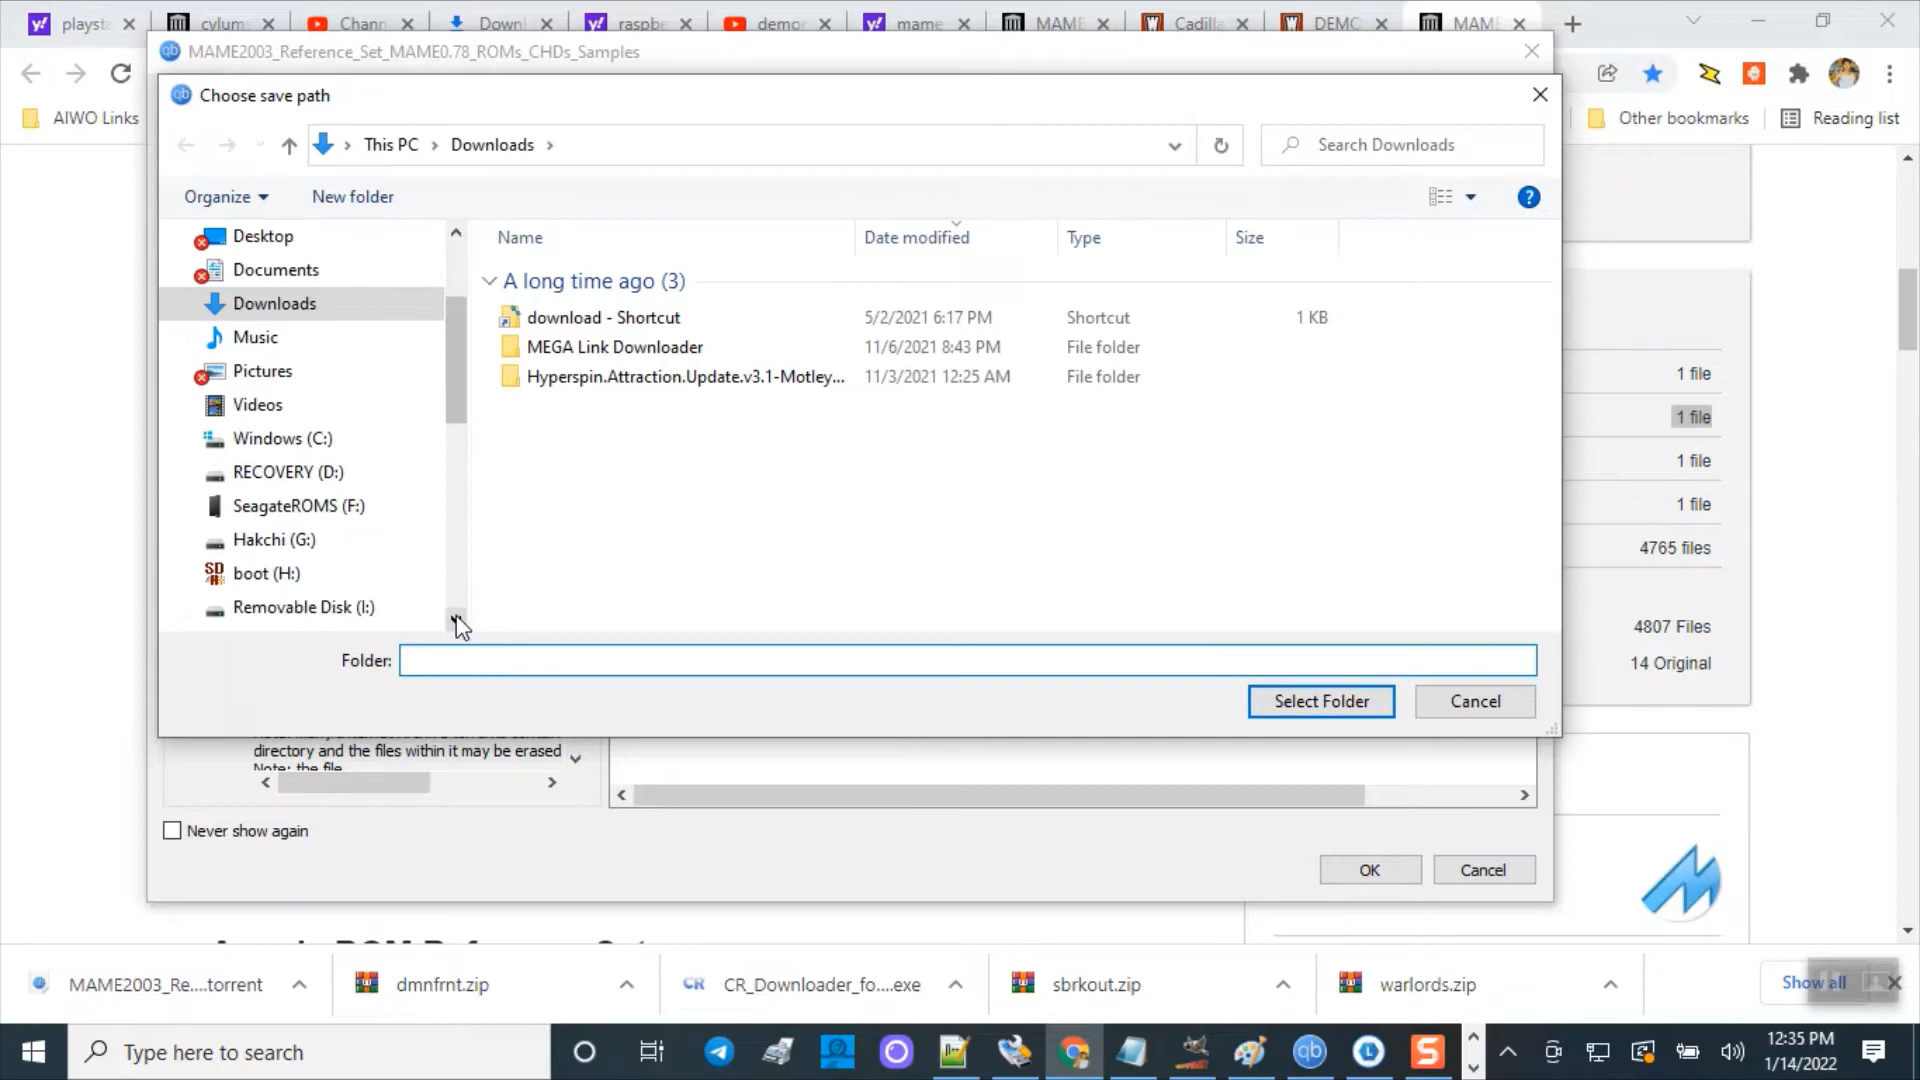 playst
cylum
Chann
Downl
raspbe
demo
mame
MAME
Cadilla
DEMO
MAME
MAME2003_Reference_Set_MAME0.78_ROMs_CHDs_Samples
Choose save path
AIWO Links
Other bookmarks
Reading list
This PC
Downloads
Search Downloads
Organize
New folder
Desktop
Documents
Downloads
Music
Pictures
Videos
Windows (C:)
RECOVERY (D:)
SeagateROMS (F:)
Hakchi (G:)
boot (H:)
Removable Disk (I:)
Name Date modified Type Size
A long time ago (3)
download - Shortcut 5/2/2021 6:17 PM Shortcut 1 KB
MEGA Link Downloader 11/6/2021 8:43 PM File folder
Hyperspin.Attraction.Update.v3.1-Motley... 11/3/2021 12:25 AM File folder
Folder:
Select Folder
Cancel
1 file
1 file
1 file
1 file
4765 files
4807 Files
14 Original
directory and the files within it may be erased
Note: the file
Never show again
OK
Cancel
MAME2003_Re....torrent
dmnfrnt.zip
CR_Downloader_fo....exe
sbrkout.zip
warlords.zip
Show all
Type here to search
12:35 PM
1/14/2022